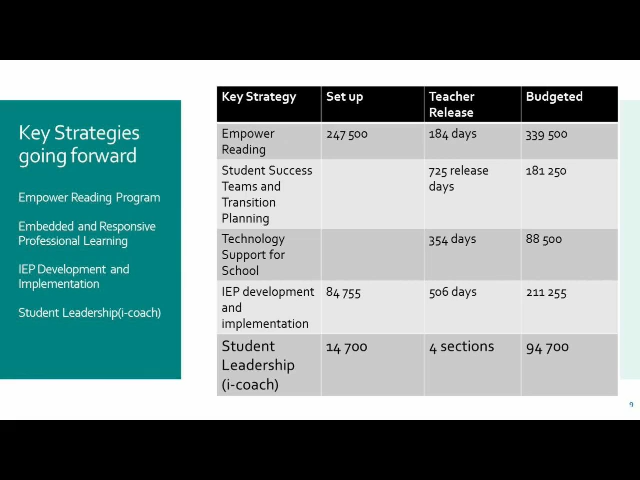 Key Strategies
going forward
Empower Reading Program
Embedded and Responsive
Professional Learning
IEP Development and
Implementation
Student Leadership(i-coach)
Key Strategy Set up Teacher Release Budgeted
Empower Reading 247 500 184 days 339 500
Student Success Teams and Transition Planning 725 release days 181 250
Technology Support for School 354 days 88 500
IEP development and implementation 84 755 506 days 211 255
Student Leadership (i-coach) 14 700 4 sections 94 700
9